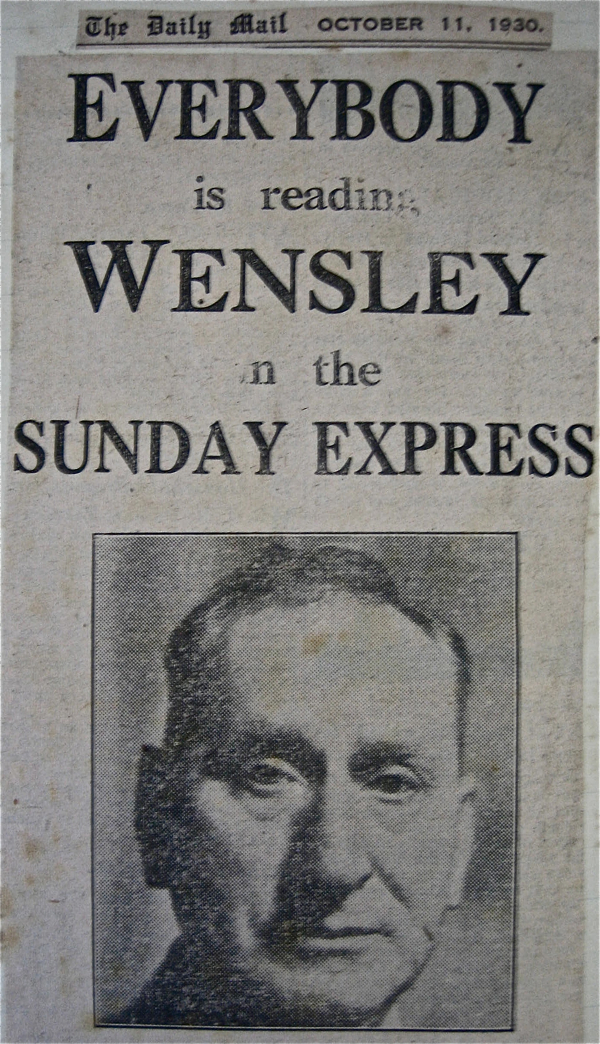 The Daily Mail OCTOBER 11, 1930.
EVERYBODY
is reading
WENSLEY
in the
SUNDAY EXPRESS